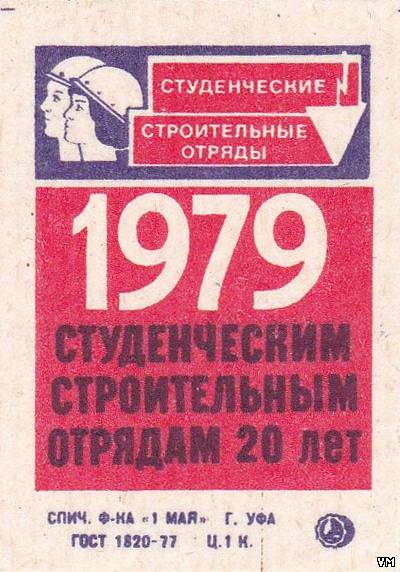 СТУДЕНЧЕСКИЕ
СТРОИТЕЛЬНЫЕ
ОТРЯДЫ
1979
СТУДЕНЧЕСКИМ
СТРОИТЕЛЬНЫМ
ОТРЯДАМ 20 лет
СПИЧ. Ф-КА «1 МАЯ» Г. УФА
ГОСТ 1820-77 Ц.1 К.
VM